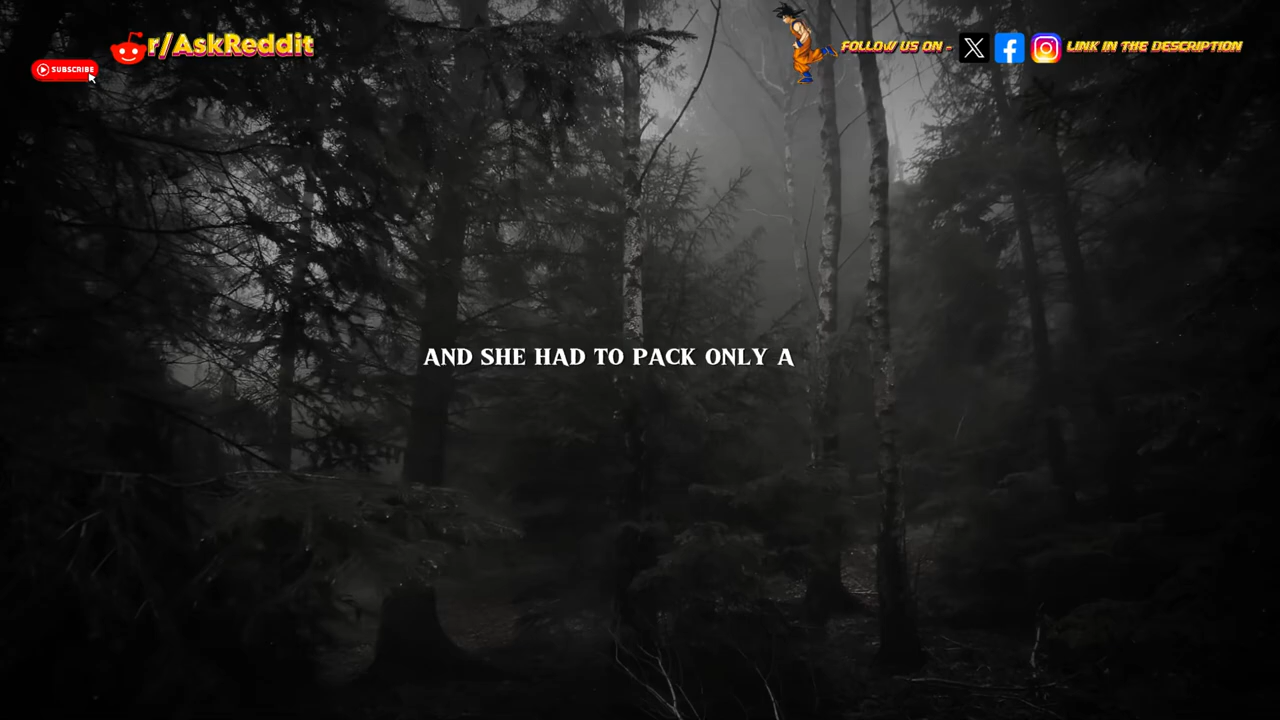 r/AskReddit
SUBSCRIBE
FOLLOW US ON -
LINK IN THE DESCRIPTION
AND SHE HAD TO PACK ONLY A